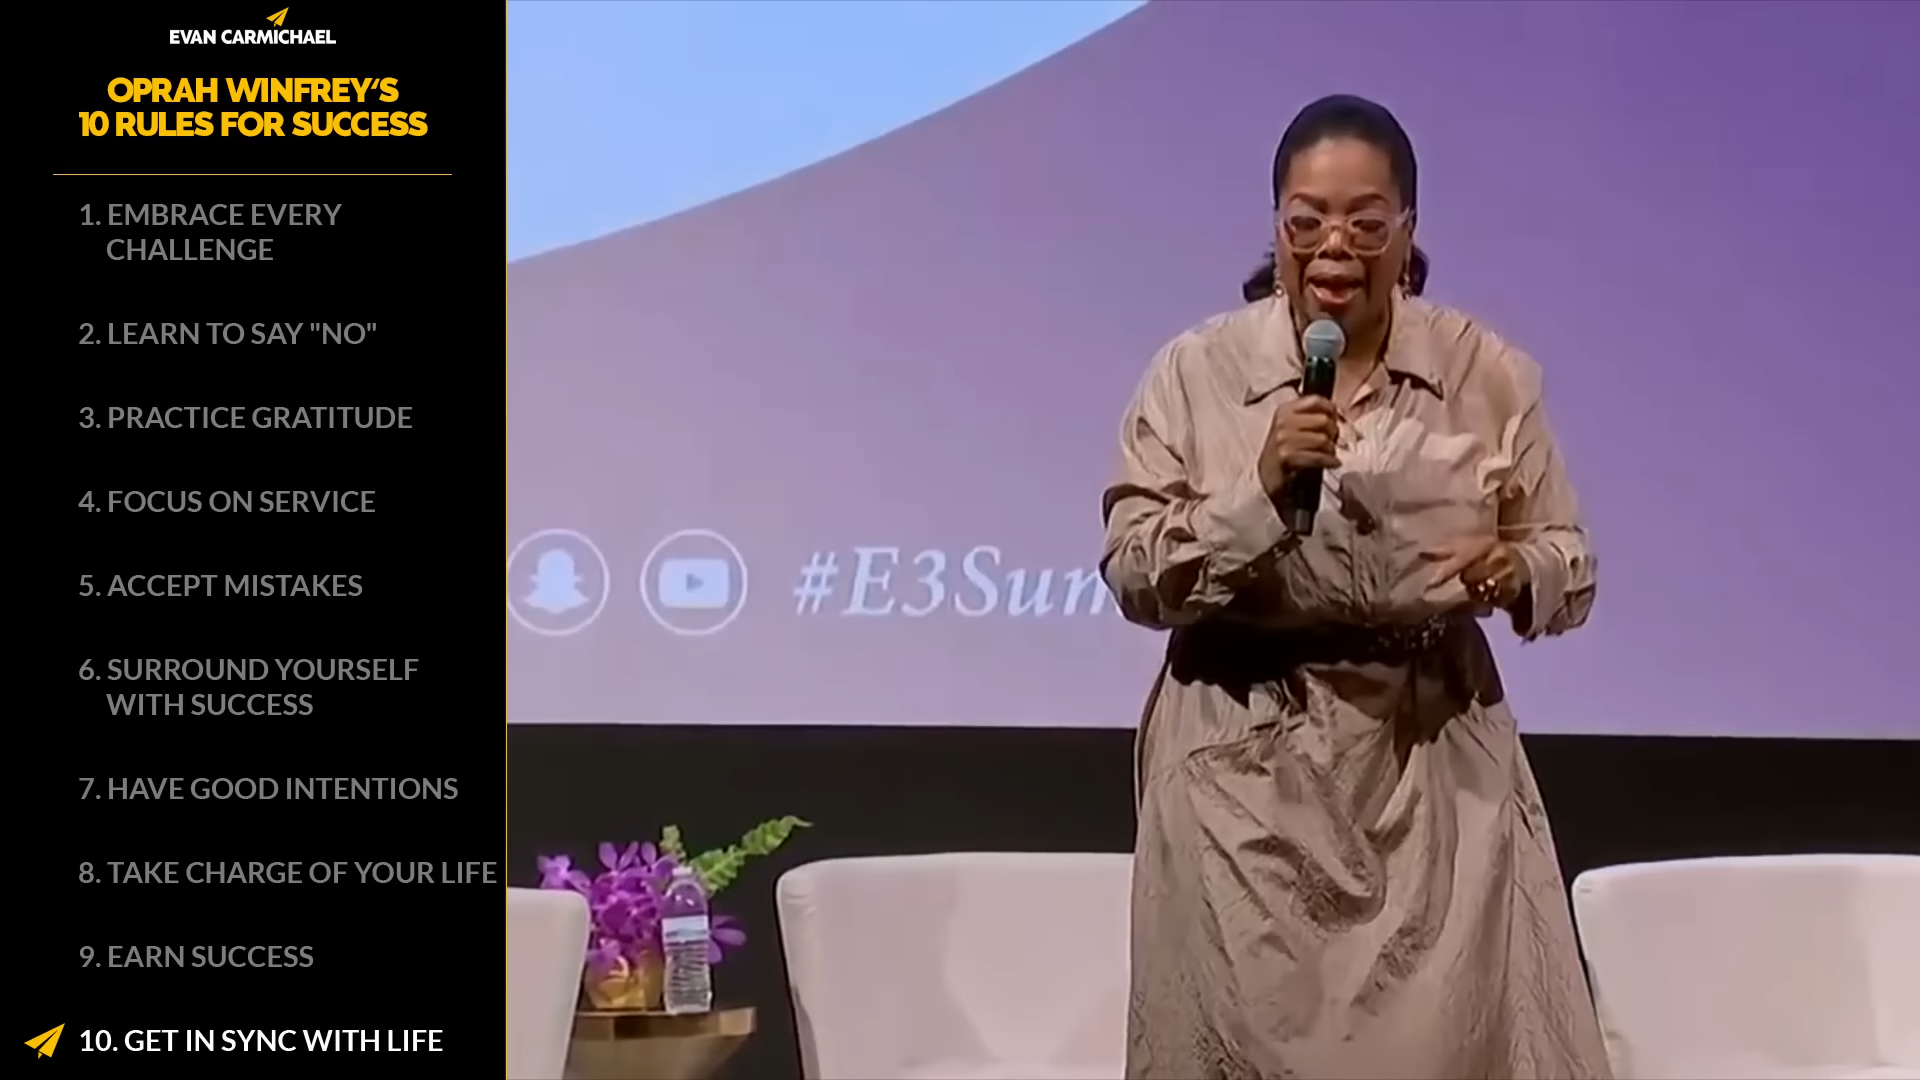 EVAN CARMICHAEL
OPRAH WINFREY'S
10 RULES FOR SUCCESS
1. EMBRACE EVERY
CHALLENGE
2. LEARN TO SAY "NO"
3. PRACTICE GRATITUDE
4. FOCUS ON SERVICE
5. ACCEPT MISTAKES
6. SURROUND YOURSELF
WITH SUCCESS
7. HAVE GOOD INTENTIONS
8. TAKE CHARGE OF YOUR LIFE
9. EARN SUCCESS
10. GET IN SYNC WITH LIFE
#E3Sum